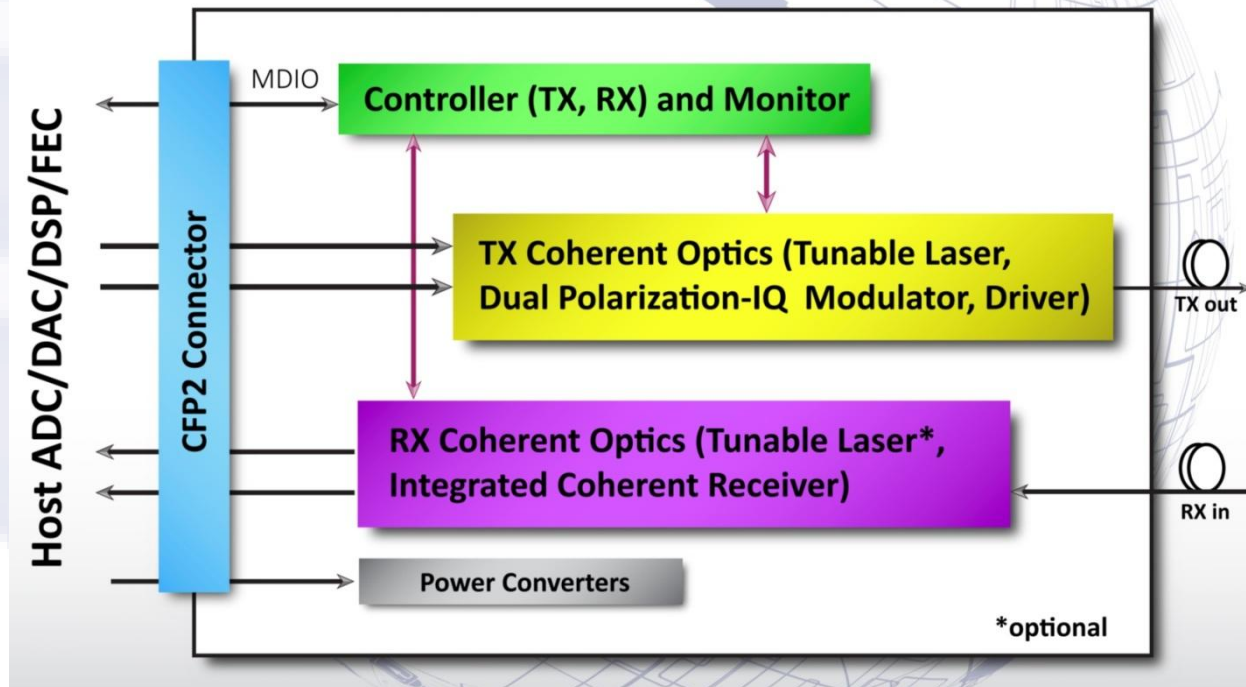 Host ADC/DAC/DSP/FEC
CFP2 Connector
MDIO
Controller (TX, RX) and Monitor
TX Coherent Optics (Tunable Laser,
Dual Polarization-IQ Modulator, Driver)
TX out
RX Coherent Optics (Tunable Laser*,
Integrated Coherent Receiver)
RX in
Power Converters
*optional